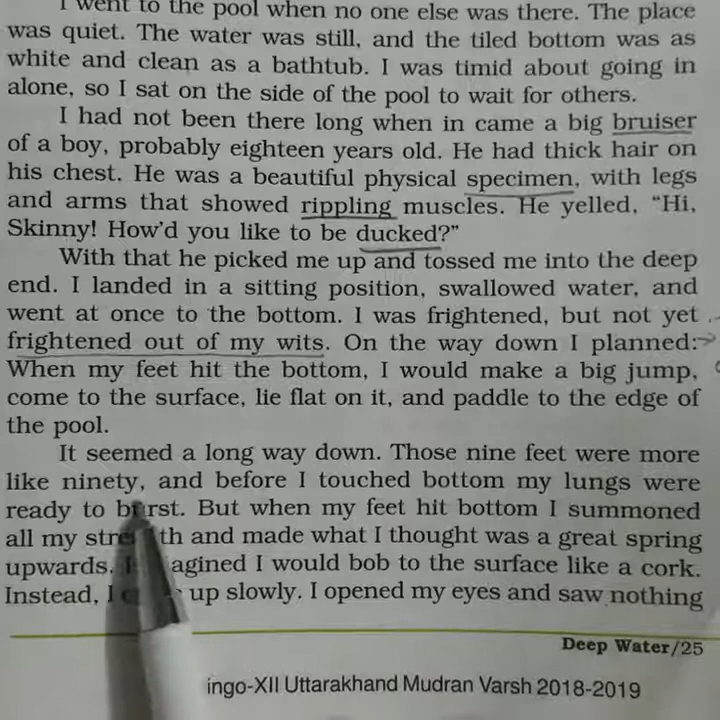 I went to the pool when no one else was there. The place
was quiet. The water was still, and the tiled bottom was as
white and clean as a bathtub. I was timid about going in
alone, so I sat on the side of the pool to wait for others.
I had not been there long when in came a big bruiser
of a boy, probably eighteen years old. He had thick hair on
his chest. He was a beautiful physical specimen, with legs
and arms that showed rippling muscles. He yelled, “Hi,
Skinny! How’d you like to be ducked?”
With that he picked me up and tossed me into the deep
end. I landed in a sitting position, swallowed water, and
went at once to the bottom. I was frightened, but not yet
frightened out of my wits. On the way down I planned:
When my feet hit the bottom, I would make a big jump,
come to the surface, lie flat on it, and paddle to the edge of
the pool.
It seemed a long way down. Those nine feet were more
like ninety, and before I touched bottom my lungs were
ready to burst. But when my feet hit bottom I summoned
all my strength and made what I thought was a great spring
upwards. I imagined I would bob to the surface like a cork.
Instead, I up slowly. I opened my eyes and saw nothing
Deep Water/25
ingo-XII Uttarakhand Mudran Varsh 2018-2019